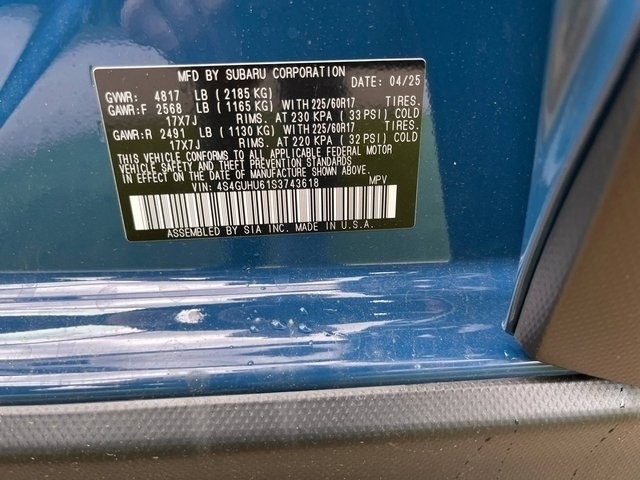 MFD BY SUBARU CORPORATION DATE: 04/25
GVWR: 4817 LB (2185 KG)
GAWR:F 2568 LB (1165 KG) WITH 225/60R17 TIRES.
17X7J RIMS. AT 230 KPA (33 PSI) COLD
GAWR:R 2491 LB (1130 KG) WITH 225/60R17 TIRES.
17X7J RIMS. AT 220 KPA (32 PSI) COLD
THIS VEHICLE CONFORMS TO ALL APPLICABLE FEDERAL MOTOR
VEHICLE SAFETY AND THEFT PREVENTION STANDARDS
IN EFFECT ON THE DATE OF MANUFACTURE SHOWN ABOVE.
VIN: 4S4GUHU61S3743618 MPV
ASSEMBLED BY SIA INC. MADE IN U.S.A.